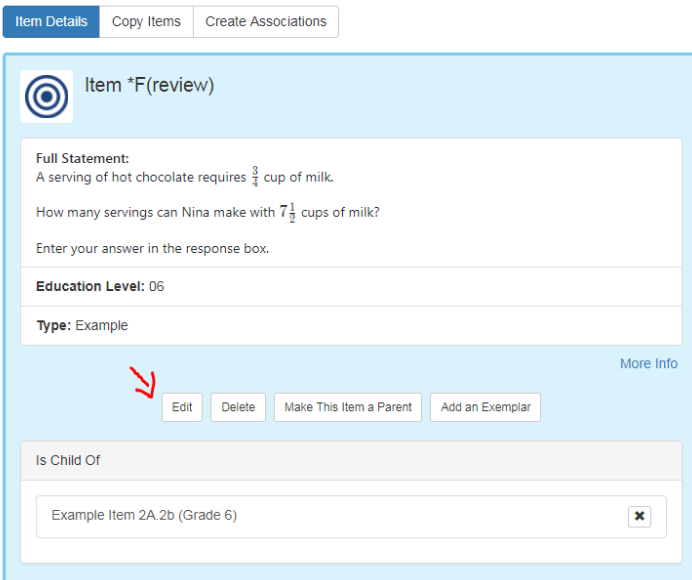 Item Details Copy Items Create Associations
Item *F(review)
Full Statement:
A serving of hot chocolate requires 3/4 cup of milk.
How many servings can Nina make with 7 1/2 cups of milk?
Enter your answer in the response box.
Education Level: 06
Type: Example
More Info
Edit Delete Make This Item a Parent Add an Exemplar
Is Child Of
Example Item 2A.2b (Grade 6)